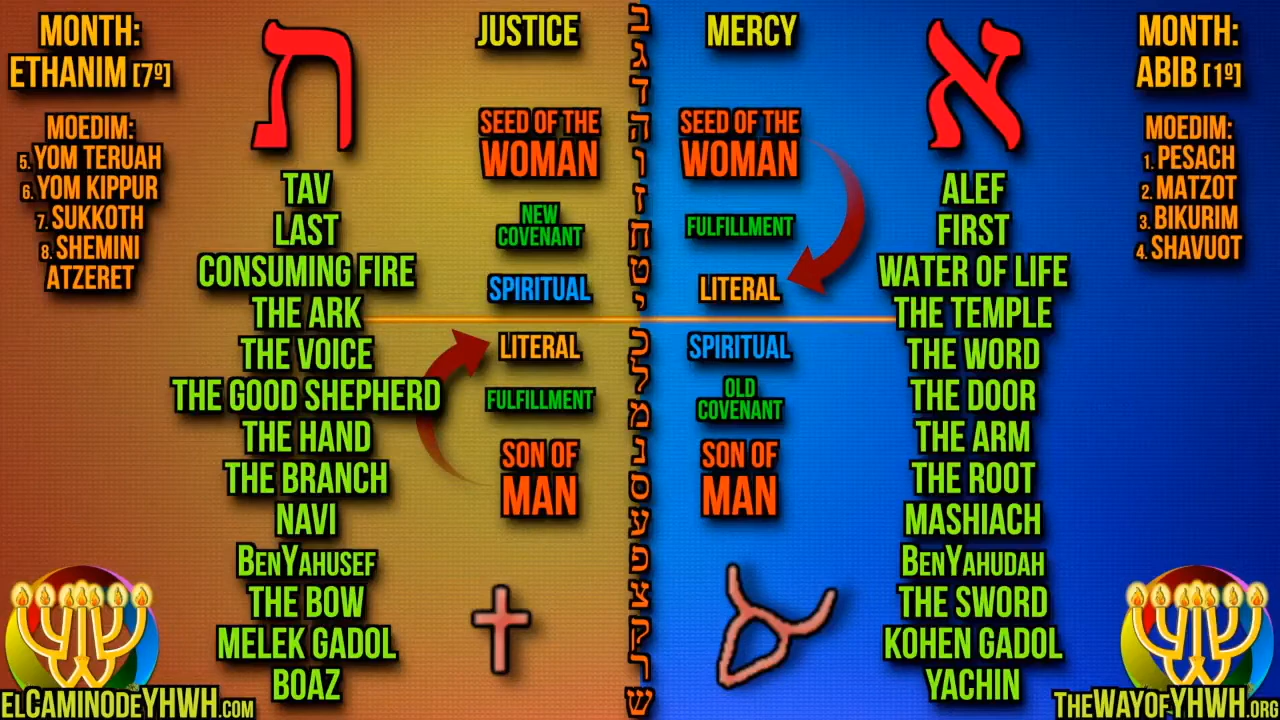 MONTH:
ETHANIM [7º]
MOEDIM:
5. YOM TERUAH
6. YOM KIPPUR
7. SUKKOTH
8. SHEMINI
ATZERET
ת
TAV
LAST
CONSUMING FIRE
THE ARK
THE VOICE
THE GOOD SHEPHERD
THE HAND
THE BRANCH
NAVI
BENYAHUSEF
THE BOW
MELEK GADOL
BOAZ
JUSTICE
SEED OF THE
WOMAN
NEW
COVENANT
SPIRITUAL
LITERAL
FULFILLMENT
SON OF
MAN
ב
ג
ד
ה
ו
ז
ח
ט
י
כ
ל
מ
נ
ס
ע
פ
צ
ק
ר
ש
MERCY
SEED OF THE
WOMAN
FULFILLMENT
LITERAL
SPIRITUAL
OLD
COVENANT
SON OF
MAN
א
ALEF
FIRST
WATER OF LIFE
THE TEMPLE
THE WORD
THE DOOR
THE ARM
THE ROOT
MASHIACH
BENYAHUDAH
THE SWORD
KOHEN GADOL
YACHIN
MONTH:
ABIB [1º]
MOEDIM:
1. PESACH
2. MATZOT
3. BIKURIM
4. SHAVUOT
ELCAMINODEYHWH.COM
THEWAYOFYHWH.ORG